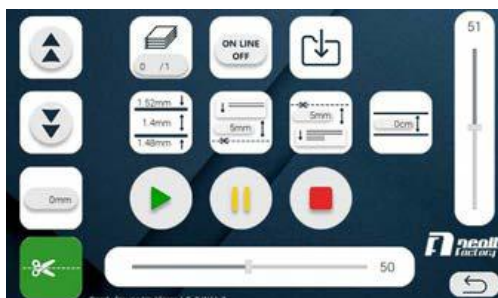 51
0 /1
ON LINE
OFF
1.52mm
1.4mm
1.48mm
5mm
5mm
0cm
0mm
neolt
Factory
50